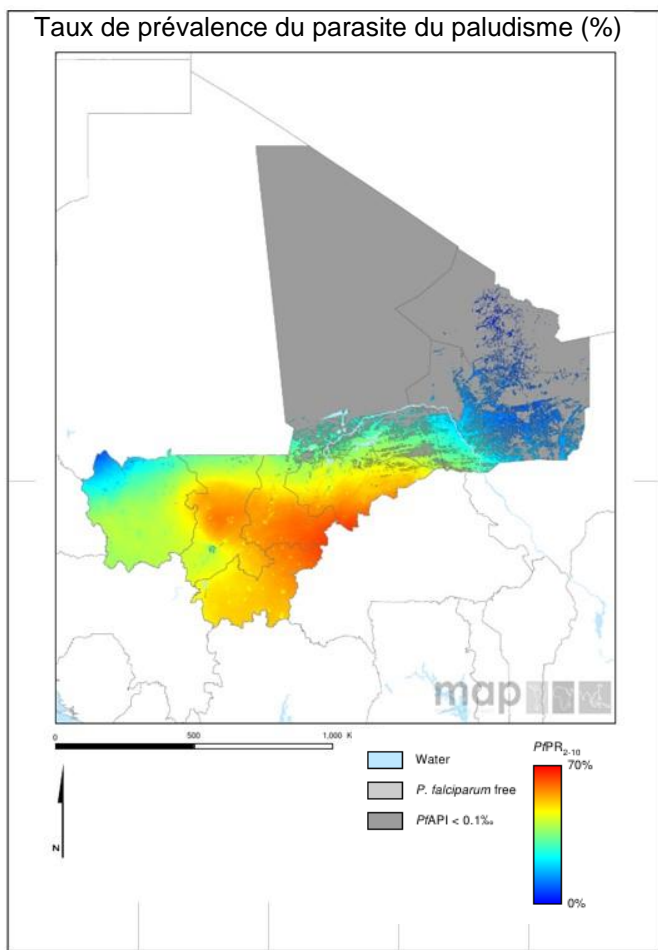 Taux de prévalence du parasite du paludisme (%)
map
0 500 1,000 K
N
Water
P. falciparum free
PfAPI < 0.1‰
PfPR2-10
70%
0%